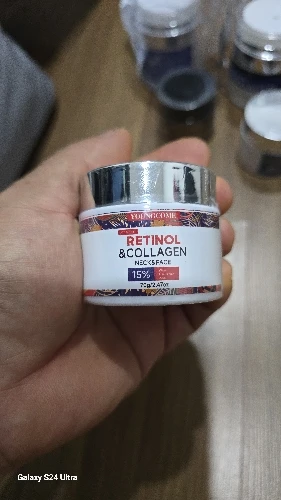 YOUNGCOME
RETINOL
&COLLAGEN
NECK&FACE
15%
70g/2.47oz
Galaxy S24 Ultra